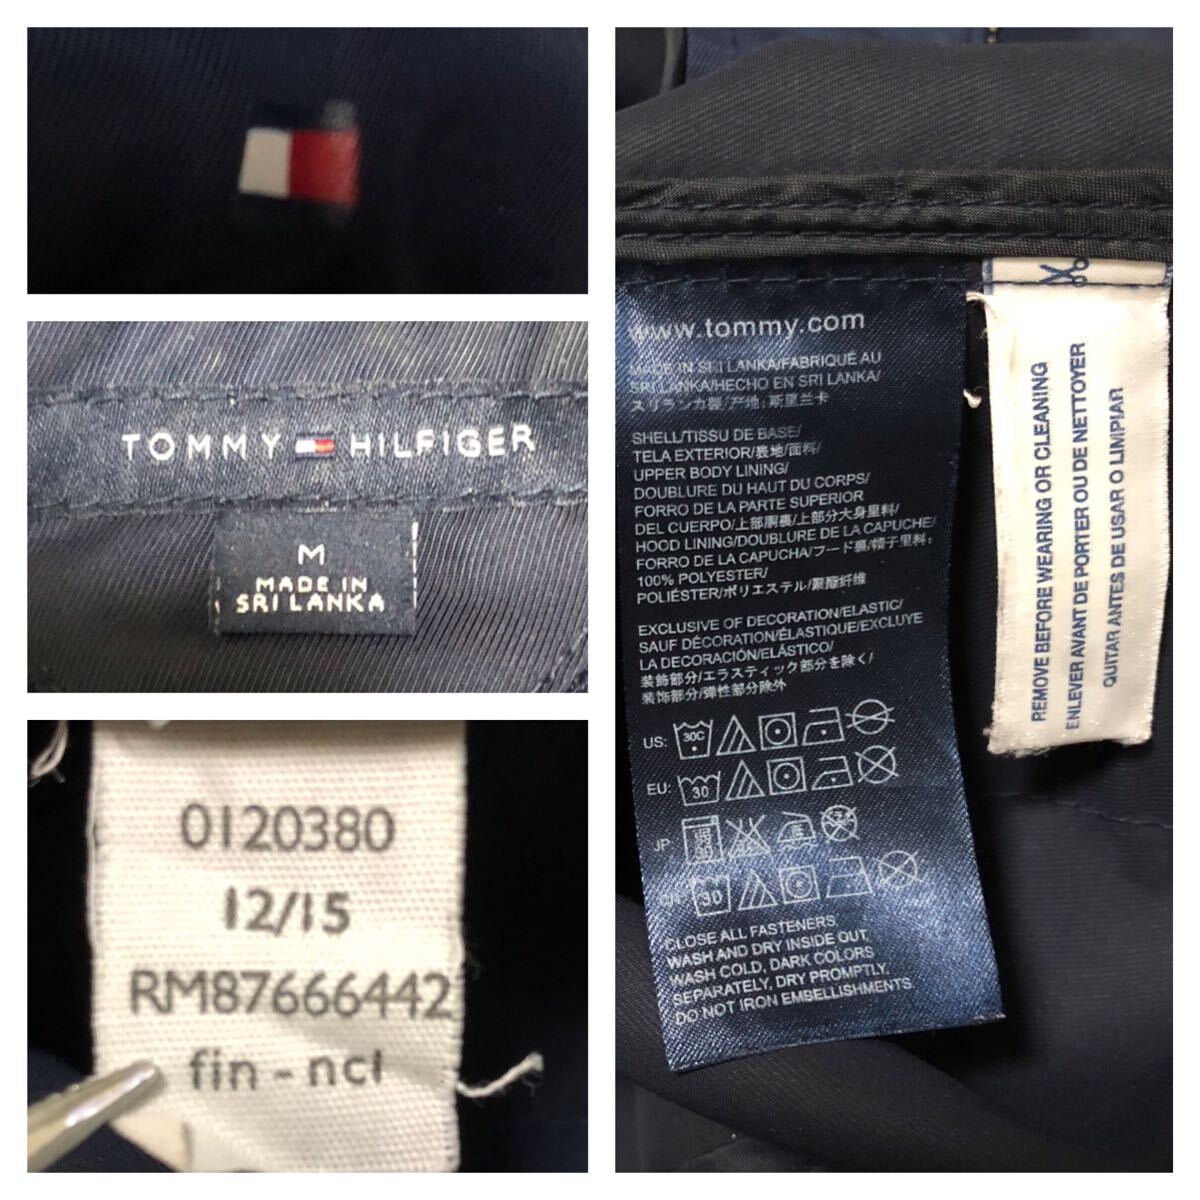 TOMMY HILFIGER
M
MADE IN
SRI LANKA
0120380
12/15
RM87666442
fin - ncl
www.tommy.com
MADE IN SRI LANKA/FABRIQUÉ AU
SRI LANKA/HECHO EN SRI LANKA/
スリランカ製/产地: 斯里兰卡
SHELL/TISSU DE BASE/
TELA EXTERIOR/表地/面料/
UPPER BODY LINING/
DOUBLURE DU HAUT DU CORPS/
FORRO DE LA PARTE SUPERIOR
DEL CUERPO/上部胴裏/上部分大身里料/
HOOD LINING/DOUBLURE DE LA CAPUCHE/
FORRO DE LA CAPUCHA/フード裏/帽子里料:
100% POLYESTER/
POLIÉSTER/ポリエステル/聚酯纤维
EXCLUSIVE OF DECORATION/ELASTIC/
SAUF DÉCORATION/ÉLASTIQUE/EXCLUYE
LA DECORACIÓN/ELÁSTICO/
装飾部分/エラスティック部分を除く/
装饰部分/弹性部分除外
US: 30C
EU: 30
JP
CN 30
CLOSE ALL FASTENERS.
WASH AND DRY INSIDE OUT.
WASH COLD, DARK COLORS
SEPARATELY, DRY PROMPTLY.
DO NOT IRON EMBELLISHMENTS.
REMOVE BEFORE WEARING OR CLEANING
ENLEVER AVANT DE PORTER OU DE NETTOYER
QUITAR ANTES DE USAR O LIMPIAR